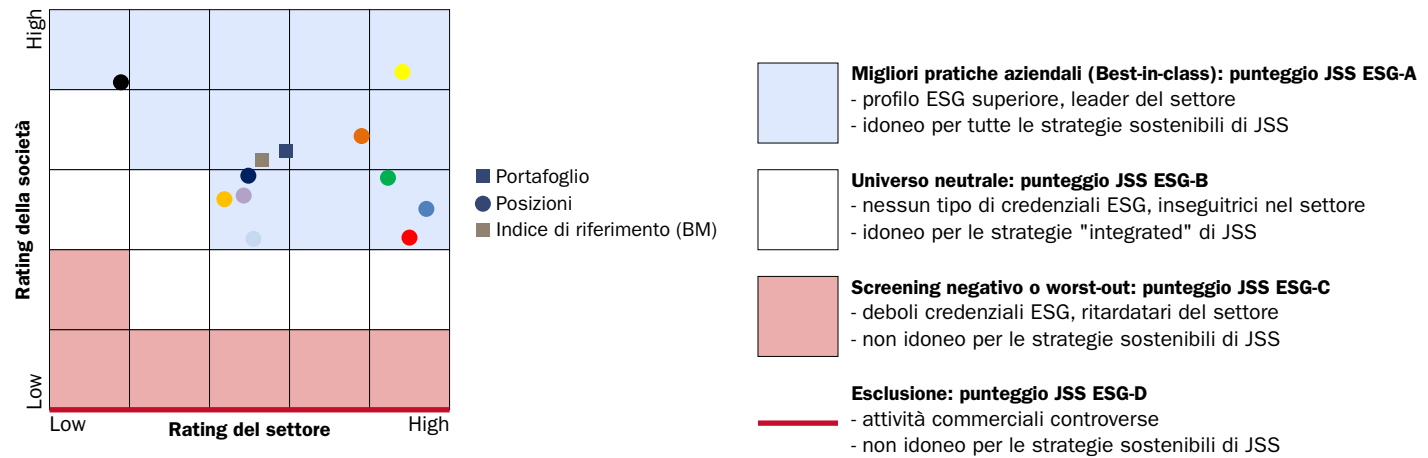 High
Rating della società
Low
Low
Rating del settore
High
Portafoglio
Posizioni
Indice di riferimento (BM)
Migliori pratiche aziendali (Best-in-class): punteggio JSS ESG-A
- profilo ESG superiore, leader del settore
- idoneo per tutte le strategie sostenibili di JSS
Universo neutrale: punteggio JSS ESG-B
- nessun tipo di credenziali ESG, inseguitrici nel settore
- idoneo per le strategie "integrated" di JSS
Screening negativo o worst-out: punteggio JSS ESG-C
- deboli credenziali ESG, ritardatari del settore
- non idoneo per le strategie sostenibili di JSS
Esclusione: punteggio JSS ESG-D
- attività commerciali controverse
- non idoneo per le strategie sostenibili di JSS